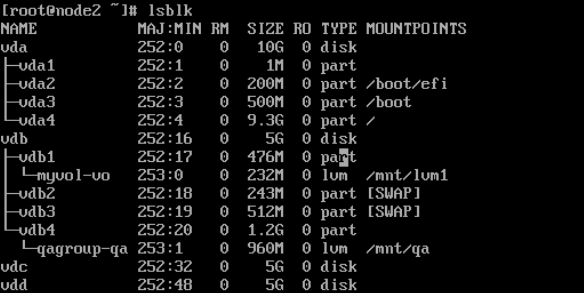 [root@node2 ~]# lsblk
NAME MAJ:MIN RM SIZE RO TYPE MOUNTPOINTS
vda 252:0 0 10G 0 disk
├─vda1 252:1 0 1M 0 part
├─vda2 252:2 0 200M 0 part /boot/efi
├─vda3 252:3 0 500M 0 part /boot
└─vda4 252:4 0 9.3G 0 part /
vdb 252:16 0 5G 0 disk
├─vdb1 252:17 0 476M 0 part
│ └─myvol-vo 253:0 0 232M 0 lvm /mnt/lvm1
├─vdb2 252:18 0 243M 0 part [SWAP]
├─vdb3 252:19 0 512M 0 part [SWAP]
└─vdb4 252:20 0 1.2G 0 part
└─qagroup-qa 253:1 0 960M 0 lvm /mnt/qa
vdc 252:32 0 5G 0 disk
vdd 252:48 0 5G 0 disk